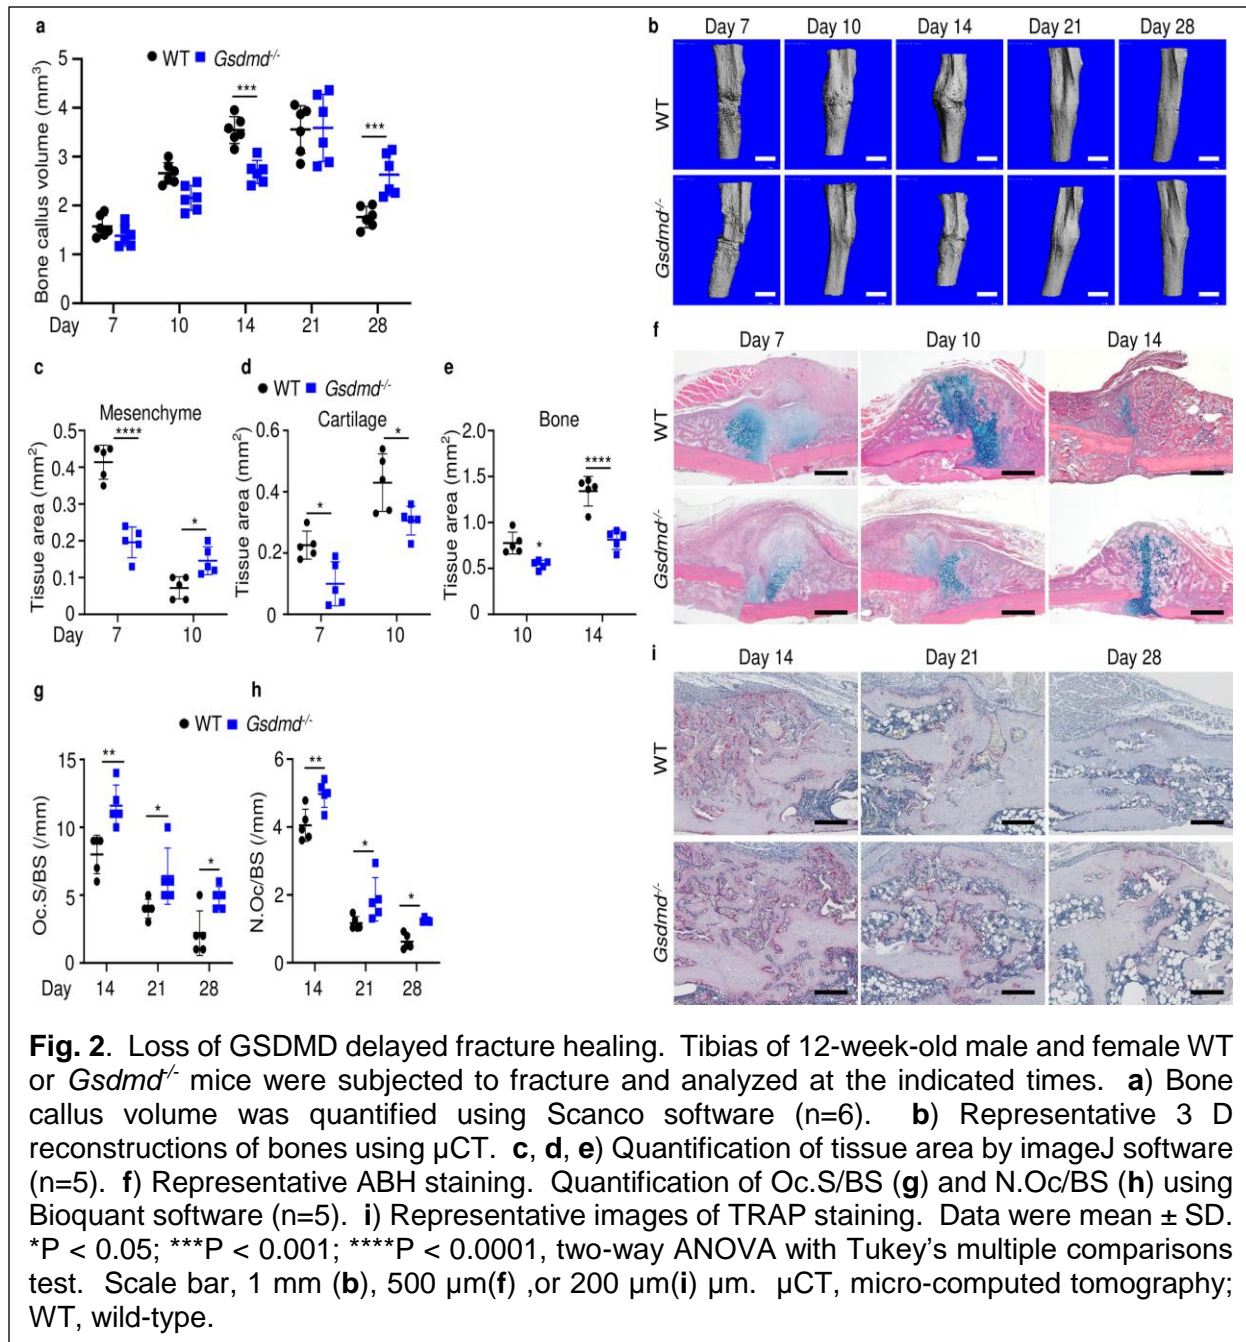 a
WT Gsdmd-/-
Bone callus volume (mm3)
5
4
3
2
1
0
***
***
Day 7 10 14 21 28
b
Day 7 Day 10 Day 14 Day 21 Day 28
WT
Gsdmd-/-
c d e
WT Gsdmd-/-
Mesenchyme
Tissue area (mm2)
0.5
0.4
0.3
0.2
0.1
0
****
*
Day 7 10
Cartilage
Tissue area (mm2)
0.6
0.4
0.2
0
*
*
7 10
Bone
Tissue area (mm2)
2.0
1.5
1.0
0.5
0
*
****
10 14
f
Day 7 Day 10 Day 14
WT
Gsdmd-/-
g h
WT Gsdmd-/-
Oc.S/BS (/mm)
15
10
5
0
**
*
*
Day 14 21 28
N.Oc/BS (/mm)
6
4
2
0
**
*
*
14 21 28
i
Day 14 Day 21 Day 28
WT
Gsdmd-/-
Fig. 2. Loss of GSDMD delayed fracture healing. Tibias of 12-week-old male and female WT
or Gsdmd-/- mice were subjected to fracture and analyzed at the indicated times. a) Bone
callus volume was quantified using Scanco software (n=6). b) Representative 3 D
reconstructions of bones using µCT. c, d, e) Quantification of tissue area by imageJ software
(n=5). f) Representative ABH staining. Quantification of Oc.S/BS (g) and N.Oc/BS (h) using
Bioquant software (n=5). i) Representative images of TRAP staining. Data were mean ± SD.
*P < 0.05; ***P < 0.001; ****P < 0.0001, two-way ANOVA with Tukey's multiple comparisons
test. Scale bar, 1 mm (b), 500 µm(f) ,or 200 µm(i) µm. µCT, micro-computed tomography;
WT, wild-type.